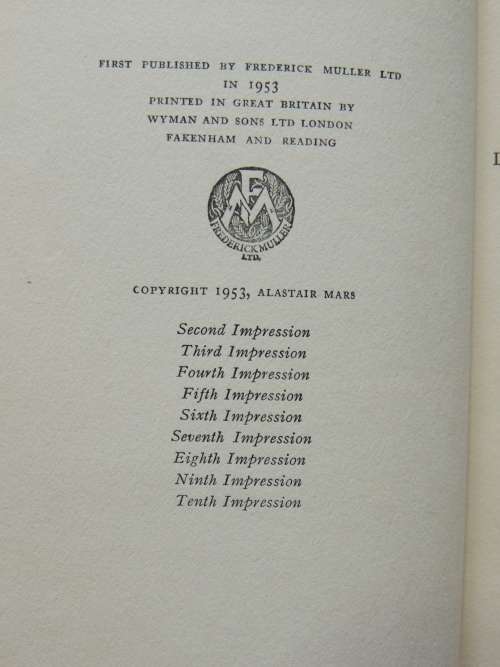 FIRST PUBLISHED BY FREDERICK MULLER LTD
IN 1953
PRINTED IN GREAT BRITAIN BY
WYMAN AND SONS LTD LONDON
FAKENHAM AND READING
FM
FREDERICK MULLER
LTD.
COPYRIGHT 1953, ALASTAIR MARS
Second Impression
Third Impression
Fourth Impression
Fifth Impression
Sixth Impression
Seventh Impression
Eighth Impression
Ninth Impression
Tenth Impression